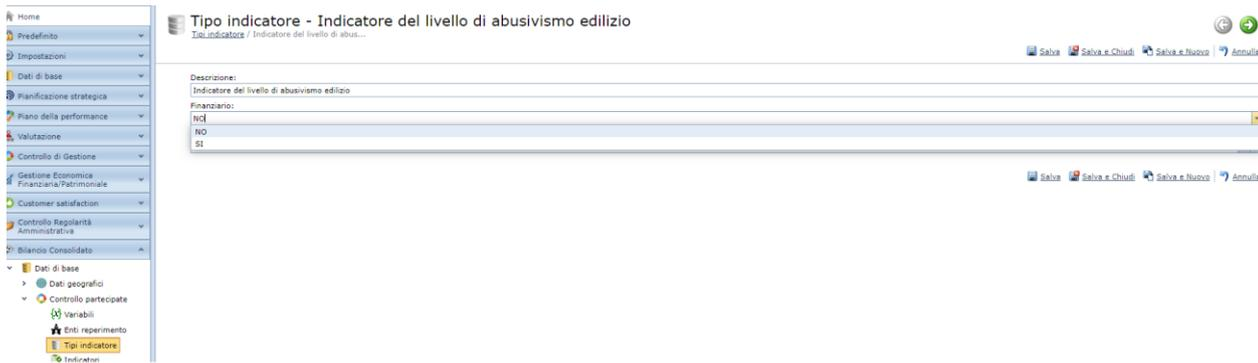 Home
Predefinito
Impostazioni
Dati di base
Pianificazione strategica
Piano della performance
Valutazione
Controllo di Gestione
Gestione Economica
Finanziaria/Patrimoniale
Customer satisfaction
Controllo Regolarità
Amministrativa
Bilancio Consolidato
Dati di base
Dati geografici
Controllo partecipate
Variabili
Enti reperimento
Tipi indicatore
Indicatori
Tipo indicatore - Indicatore del livello di abusivismo edilizio
Tipi indicatore / Indicatore del livello di abus...
Salva Salva e Chiudi Salva e Nuovo Annulla
Descrizione:
Indicatore del livello di abusivismo edilizio
Finanziario:
NO
NO
SI
Salva Salva e Chiudi Salva e Nuovo Annulla